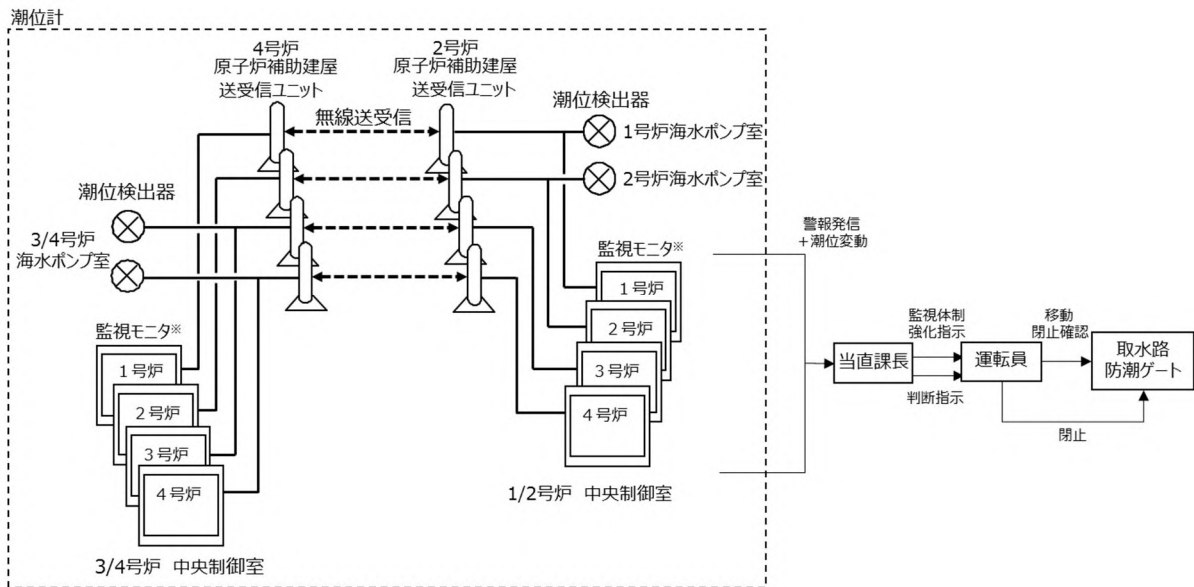 潮位計
4号炉
原子炉補助建屋
送受信ユニット
2号炉
原子炉補助建屋
送受信ユニット
無線送受信
潮位検出器
1号炉海水ポンプ室
2号炉海水ポンプ室
潮位検出器
3/4号炉
海水ポンプ室
監視モニタ※
1号炉
2号炉
3号炉
4号炉
3/4号炉 中央制御室
監視モニタ※
1号炉
2号炉
3号炉
4号炉
1/2号炉 中央制御室
警報発信
＋潮位変動
当直課長
監視体制
強化指示
判断指示
運転員
移動
閉止確認
閉止
取水路
防潮ゲート